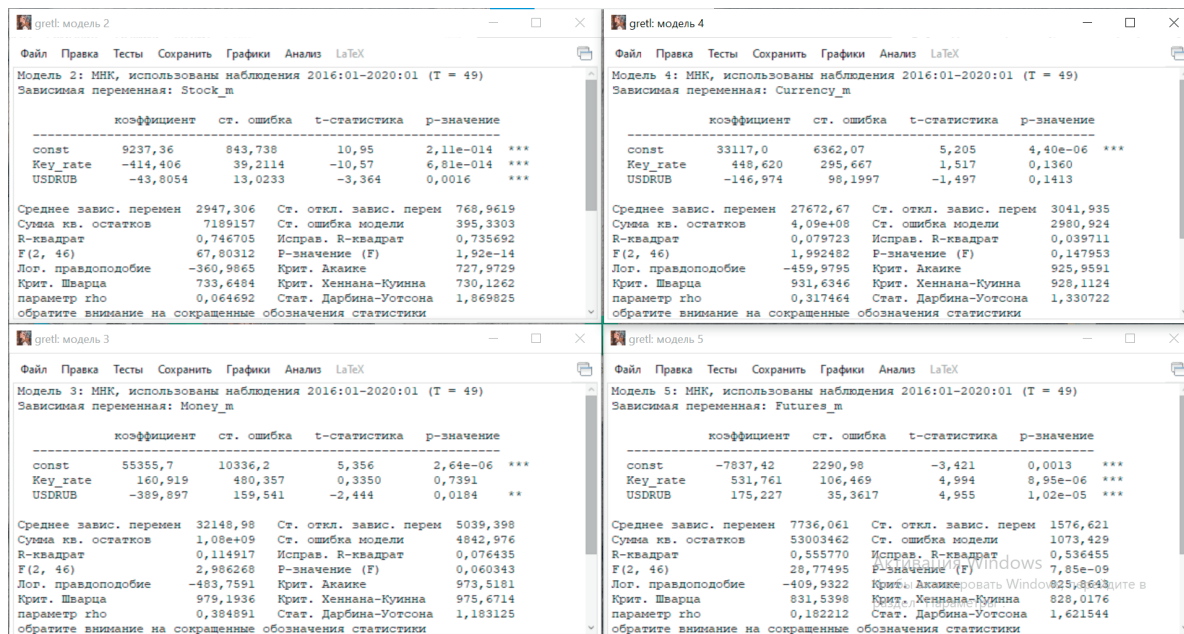 gretl: модель 2
Файл Правка Тесты Сохранить Графики Анализ LaTeX
Модель 2: МНК, использованы наблюдения 2016:01-2020:01 (T = 49)
Зависимая переменная: Stock_m
коэффициент ст. ошибка t-статистика p-значение
const 9237,36 843,738 10,95 2,11e-014 ***
Key_rate -414,406 39,2114 -10,57 6,81e-014 ***
USDRUB -43,8054 13,0233 -3,364 0,0016 ***
Среднее завис. перемен 2947,306 Ст. откл. завис. перем 768,9619
Сумма кв. остатков 7189157 Ст. ошибка модели 395,3303
R-квадрат 0,746705 Исправ. R-квадрат 0,735692
F(2, 46) 67,80312 Р-значение (F) 1,92e-14
Лог. правдоподобие -360,9865 Крит. Акаике 727,9729
Крит. Шварца 733,6484 Крит. Хеннана-Куинна 730,1262
параметр rho 0,064692 Стат. Дарбина-Уотсона 1,869825
обратите внимание на сокращенные обозначения статистики
gretl: модель 4
Файл Правка Тесты Сохранить Графики Анализ LaTeX
Модель 4: МНК, использованы наблюдения 2016:01-2020:01 (T = 49)
Зависимая переменная: Currency_m
коэффициент ст. ошибка t-статистика p-значение
const 33117,0 6362,07 5,205 4,40e-06 ***
Key_rate 448,620 295,667 1,517 0,1360
USDRUB -146,974 98,1997 -1,497 0,1413
Среднее завис. перемен 27672,67 Ст. откл. завис. перем 3041,935
Сумма кв. остатков 4,09e+08 Ст. ошибка модели 2980,924
R-квадрат 0,079723 Исправ. R-квадрат 0,039711
F(2, 46) 1,992482 Р-значение (F) 0,147953
Лог. правдоподобие -459,9795 Крит. Акаике 925,9591
Крит. Шварца 931,6346 Крит. Хеннана-Куинна 928,1124
параметр rho 0,317464 Стат. Дарбина-Уотсона 1,330722
обратите внимание на сокращенные обозначения статистики
gretl: модель 3
Файл Правка Тесты Сохранить Графики Анализ LaTeX
Модель 3: МНК, использованы наблюдения 2016:01-2020:01 (T = 49)
Зависимая переменная: Money_m
коэффициент ст. ошибка t-статистика p-значение
const 55355,7 10336,2 5,356 2,64e-06 ***
Key_rate 160,919 480,357 0,3350 0,7391
USDRUB -389,897 159,541 -2,444 0,0184 **
Среднее завис. перемен 32148,98 Ст. откл. завис. перем 5039,398
Сумма кв. остатков 1,08e+09 Ст. ошибка модели 4842,976
R-квадрат 0,114917 Исправ. R-квадрат 0,076435
F(2, 46) 2,986268 Р-значение (F) 0,060343
Лог. правдоподобие -483,7591 Крит. Акаике 973,5181
Крит. Шварца 979,1936 Крит. Хеннана-Куинна 975,6714
параметр rho 0,384891 Стат. Дарбина-Уотсона 1,183125
обратите внимание на сокращенные обозначения статистики
gretl: модель 5
Файл Правка Тесты Сохранить Графики Анализ LaTeX
Модель 5: МНК, использованы наблюдения 2016:01-2020:01 (T = 49)
Зависимая переменная: Futures_m
коэффициент ст. ошибка t-статистика p-значение
const -7837,42 2290,98 -3,421 0,0013 ***
Key_rate 531,761 106,469 4,994 8,95e-06 ***
USDRUB 175,227 35,3617 4,955 1,02e-05 ***
Среднее завис. перемен 7736,061 Ст. откл. завис. перем 1576,621
Сумма кв. остатков 53003462 Ст. ошибка модели 1073,429
R-квадрат 0,555770 Исправ. R-квадрат 0,536455
F(2, 46) 28,77495 Р-значение (F) 7,85e-09
Лог. правдоподобие -409,9322 Крит. Акаике 825,8643
Крит. Шварца 831,5398 Крит. Хеннана-Куинна 828,0176
параметр rho 0,182212 Стат. Дарбина-Уотсона 1,621544
обратите внимание на сокращенные обозначения статистики
Активация Windows
Windows
раздел "Параметры".